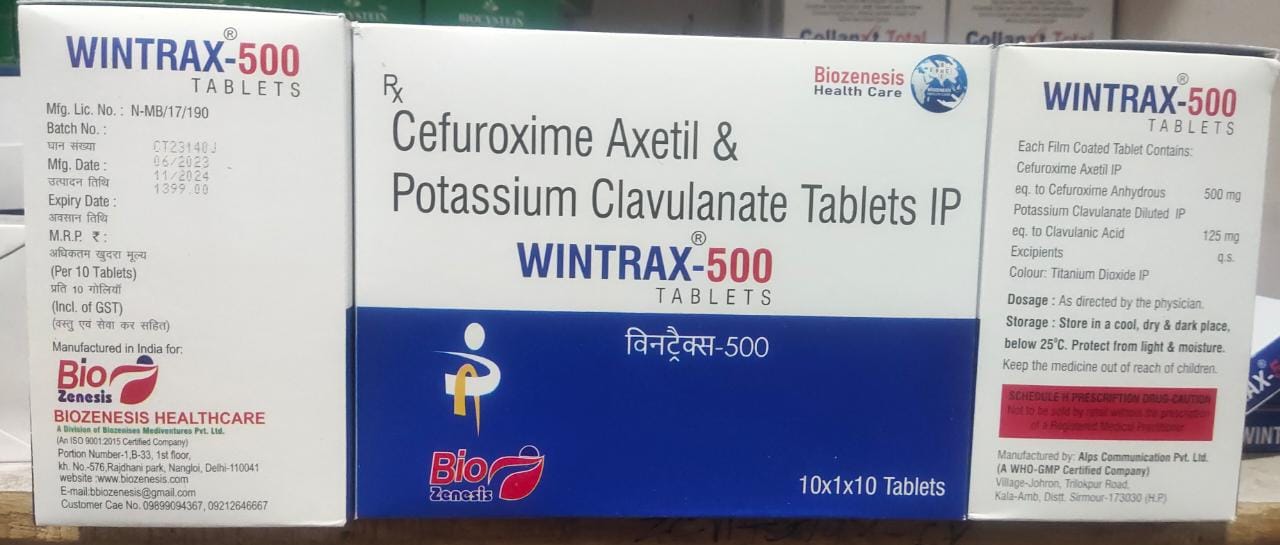 BIOCYSTEIN
Collanxt Total
Collanxt Total
WINTRAX®-500
TABLETS
Mfg. Lic. No. : N-MB/17/190
Batch No. :
घान संख्या CT23140J
Mfg. Date : 06/2023
उत्पादन तिथि 11/2024
Expiry Date : 1399.00
अवसान तिथि
M.R.P. ₹ :
अधिकतम खुदरा मूल्य
(Per 10 Tablets)
प्रति 10 गोलियाँ
(Incl. of GST)
(वस्तु एवं सेवा कर सहित)
Manufactured in India for:
Bio
Zenesis
BIOZENESIS HEALTHCARE
A Division of Biozenises Mediventures Pvt. Ltd.
(An ISO 9001:2015 Certified Company)
Portion Number-1,B-33, 1st floor,
kh. No.-576,Rajdhani park, Nangloi, Delhi-110041
website :www.biozenesis.com
E-mail:bbiozenesis@gmail.com
Customer Cae No. 09899094367, 09212646667
Rx
Biozenesis
Health Care
Cefuroxime Axetil &
Potassium Clavulanate Tablets IP
WINTRAX®-500
TABLETS
विनट्रैक्स-500
Bio
Zenesis
10x1x10 Tablets
WINTRAX®-500
TABLETS
Each Film Coated Tablet Contains:
Cefuroxime Axetil IP
eq. to Cefuroxime Anhydrous 500 mg
Potassium Clavulanate Diluted IP
eq. to Clavulanic Acid 125 mg
Excipients q.s.
Colour: Titanium Dioxide IP
Dosage : As directed by the physician.
Storage : Store in a cool, dry & dark place,
below 25°C. Protect from light & moisture.
Keep the medicine out of reach of children.
SCHEDULE H PRESCRIPTION DRUG-CAUTION
Not to be sold by retail without the prescription
of a Registered Medical Practitioner
Manufactured by: Alps Communication Pvt. Ltd.
(A WHO-GMP Certified Company)
Village-Johron, Trilokpur Road,
Kala-Amb, Distt. Sirmour-173030 (H.P.)